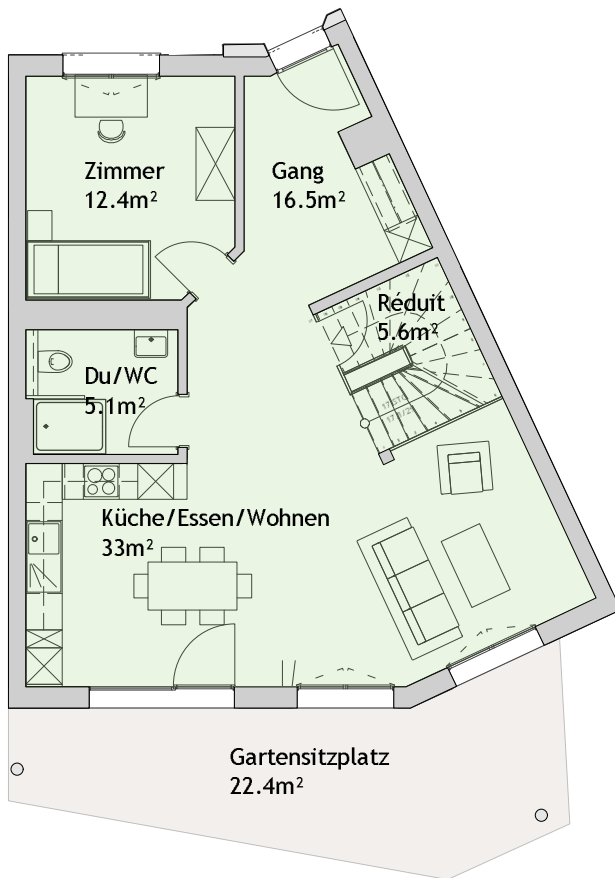 Zimmer
12.4m²
Gang
16.5m²
Réduit
5.6m²
Du/WC
5.1m²
Küche/Essen/Wohnen
33m²
Gartensitzplatz
22.4m²